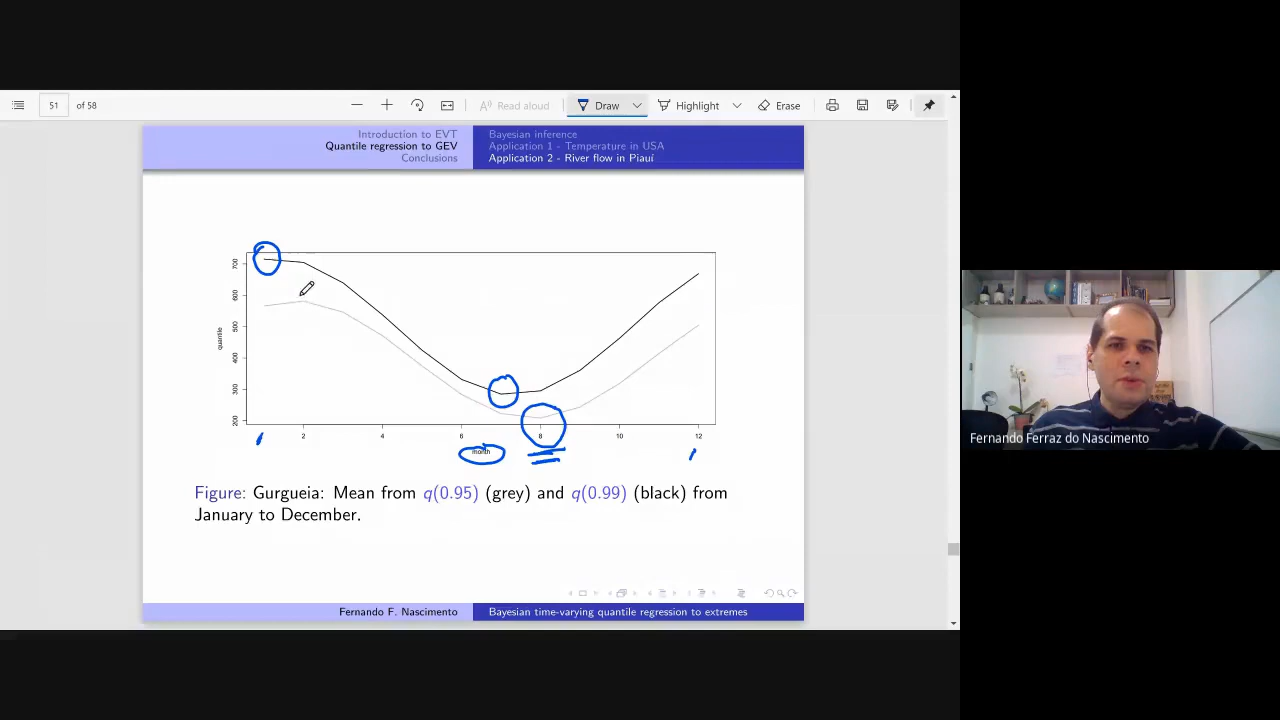 51 of 58
Read aloud
Draw
Highlight
Erase
Introduction to EVT
Quantile regression to GEV
Conclusions
Bayesian inference
Application 1 - Temperature in USA
Application 2 - River flow in Piauí
700
600
500
400
300
200
quantile
2 4 6 8 10 12
month
Figure: Gurgueia: Mean from q(0.95) (grey) and q(0.99) (black) from
January to December.
Fernando F. Nascimento
Bayesian time-varying quantile regression to extremes
Fernando Ferraz do Nascimento